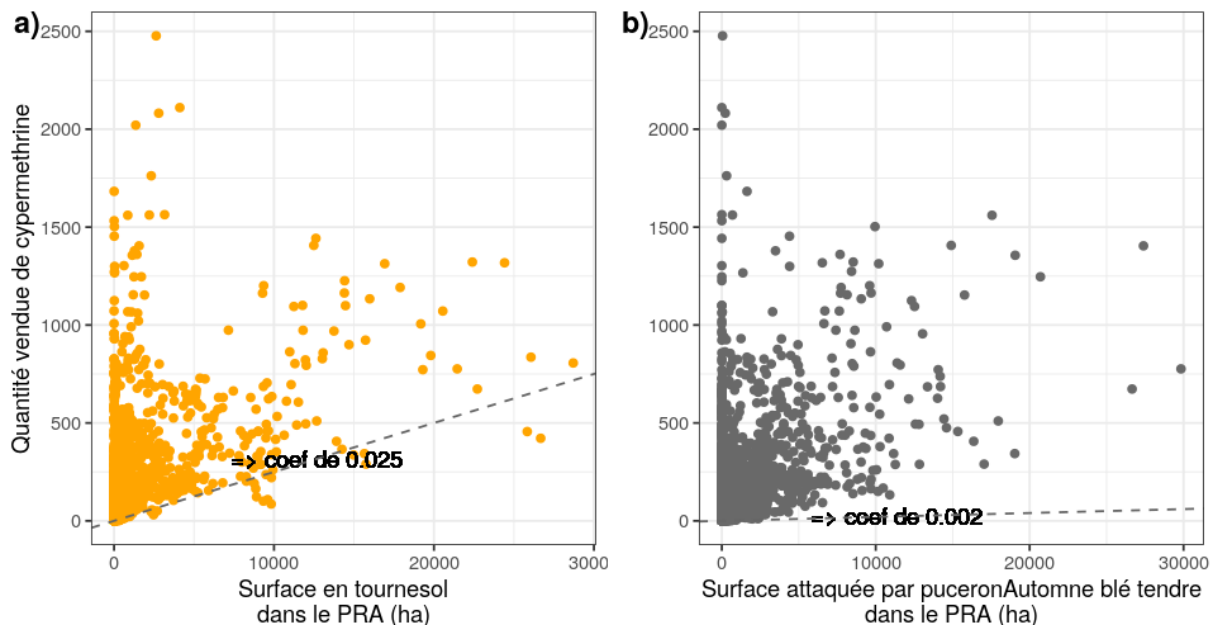 a)
Quantité vendue de cypermethrine
2500
2000
1500
1000
500
0
=> coef de 0.025
0
10000
20000
3000
Surface en tournesol
dans le PRA (ha)
b)
2500
2000
1500
1000
500
0
=> coef de 0.002
0
10000
20000
30000
Surface attaquée par puceronAutomne blé tendre
dans le PRA (ha)